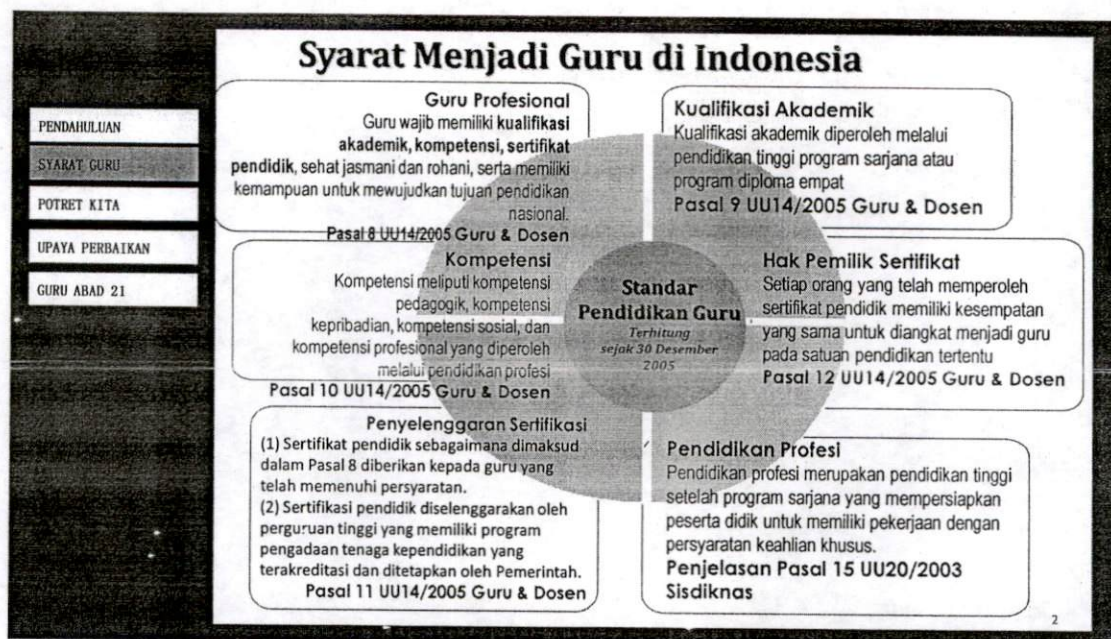 Syarat Menjadi Guru di Indonesia
PENDAHULUAN
SYARAT GURU
POTRET KITA
UPAYA PERBAIKAN
GURU ABAD 21
Guru Profesional
Guru wajib memiliki kualifikasi
akademik, kompetensi, sertifikat
pendidik, sehat jasmani dan rohani, serta memiliki
kemampuan untuk mewujudkan tujuan pendidikan
nasional.
Pasal 8 UU14/2005 Guru & Dosen
Kompetensi
Kompetensi meliputi kompetensi
pedagogik, kompetensi
kepribadian, kompetensi sosial, dan
kompetensi profesional yang diperoleh
melalui pendidikan profesi
Pasal 10 UU14/2005 Guru & Dosen
Penyelenggaran Sertifikasi
(1) Sertifikat pendidik sebagaimana dimaksud
dalam Pasal 8 diberikan kepada guru yang
telah memenuhi persyaratan.
(2) Sertifikasi pendidik diselenggarakan oleh
perguruan tinggi yang memiliki program
pengadaan tenaga kependidikan yang
terakreditasi dan ditetapkan oleh Pemerintah.
Pasal 11 UU14/2005 Guru & Dosen
Standar
Pendidikan Guru
Terhitung
sejak 30 Desember
2005
Kualifikasi Akademik
Kualifikasi akademik diperoleh melalui
pendidikan tinggi program sarjana atau
program diploma empat
Pasal 9 UU14/2005 Guru & Dosen
Hak Pemilik Sertifikat
Setiap orang yang telah memperoleh
sertifikat pendidik memiliki kesempatan
yang sama untuk diangkat menjadi guru
pada satuan pendidikan tertentu
Pasal 12 UU14/2005 Guru & Dosen
Pendidikan Profesi
Pendidikan profesi merupakan pendidikan tinggi
setelah program sarjana yang mempersiapkan
peserta didik untuk memiliki pekerjaan dengan
persyaratan keahlian khusus.
Penjelasan Pasal 15 UU20/2003
Sisdiknas
2